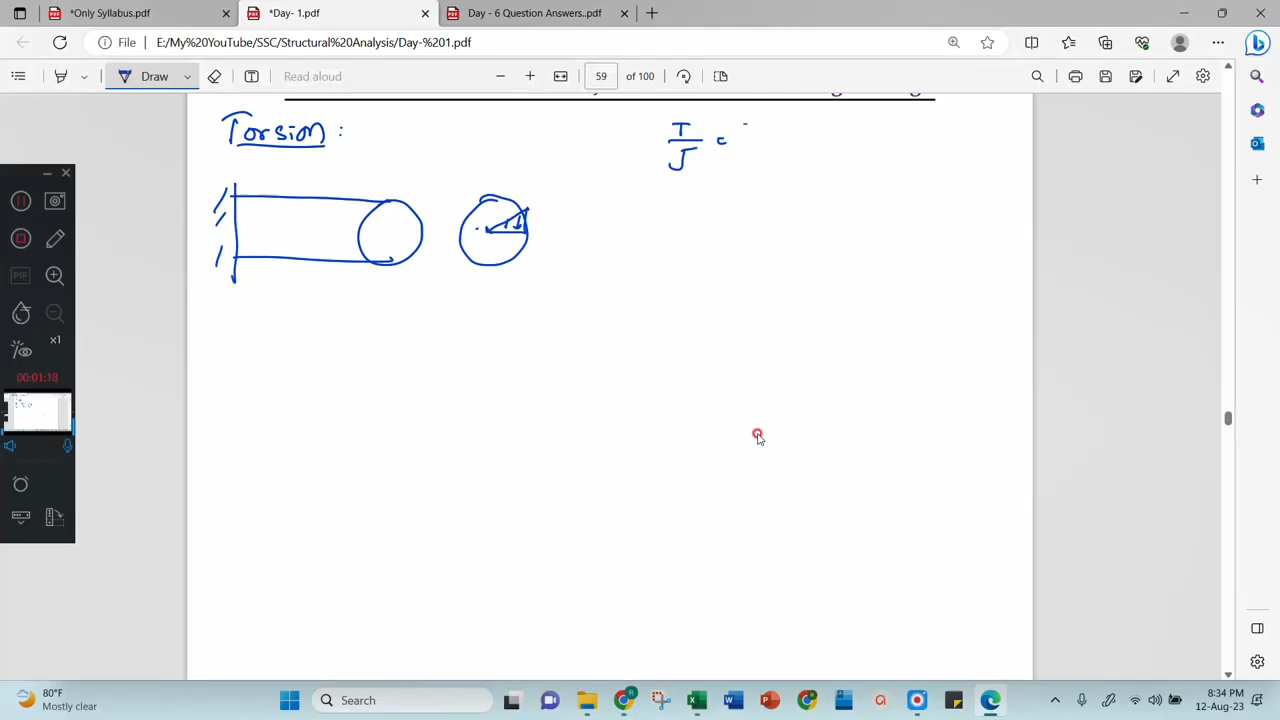 *Only Syllabus.pdf
*Day- 1.pdf
Day - 6 Question Answers..pdf
File
E:/My%20YouTube/SSC/Structural%20Analysis/Day-%201.pdf
Draw
Read aloud
59
of 100
Torsion :
T/J =
PIP
x1
00:01:18
80°F
Mostly clear
Search
8:34 PM
12-Aug-23